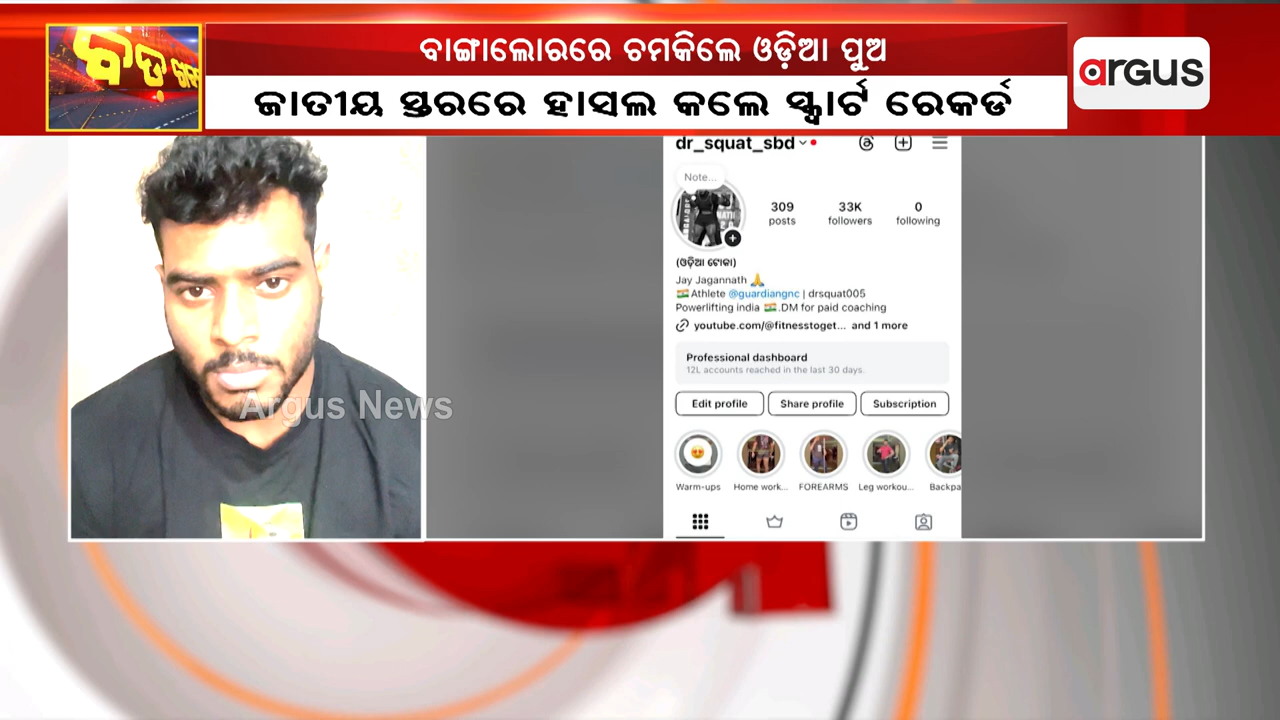 ବଡ଼
ବାଙ୍ଗାଲୋରରେ ଚମକିଲେ ଓଡ଼ିଆ ପୁଅ
ଜାତୀୟ ସ୍ତରରେ ହାସଲ କଲେ ସ୍କ୍ବାର୍ଟ ରେକର୍ଡ
argus
dr_squat_sbd
Note...
309 33K 0
posts followers following
(ଓଡ଼ିଆ ଟୋକା)
Jay Jagannath 🙏
🇮🇳Athlete @guardiangnc | drsquat005
Powerlifting india 🇮🇳.DM for paid coaching
youtube.com/@fitnesstoget... and 1 more
Professional dashboard
12L accounts reached in the last 30 days.
Edit profile Share profile Subscription
Warm-ups Home work... FOREARMS Leg workou... Backpa
Argus News